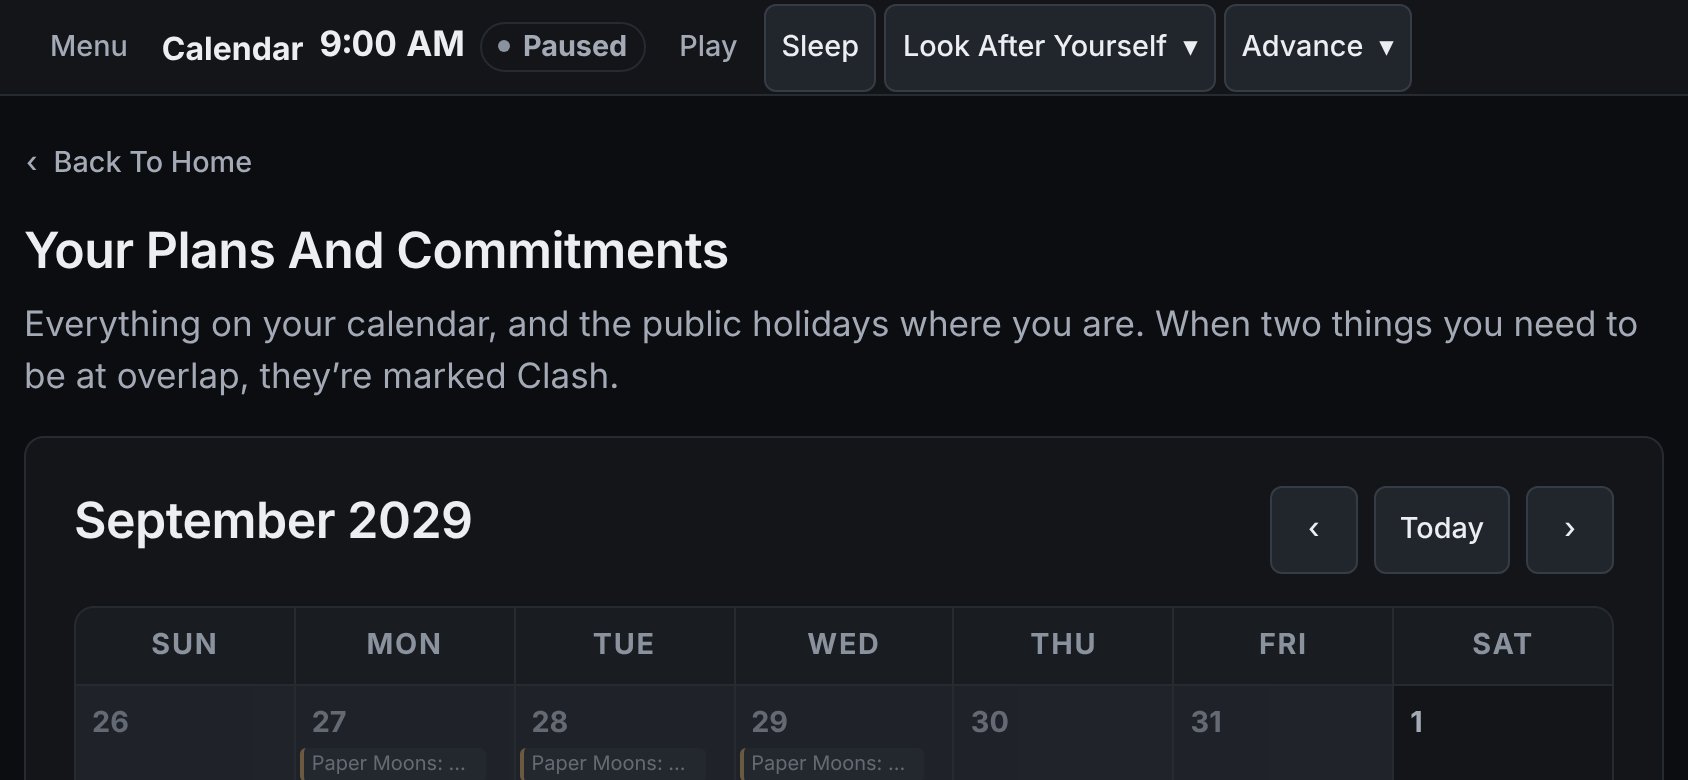 Menu Calendar 9:00 AM Paused Play Sleep Look After Yourself ▼ Advance ▼
‹ Back To Home
Your Plans And Commitments
Everything on your calendar, and the public holidays where you are. When two things you need to
be at overlap, they’re marked Clash.
September 2029 ‹ Today ›
SUN MON TUE WED THU FRI SAT
26 27 28 29 30 31 1
Paper Moons: ... Paper Moons: ... Paper Moons: ...